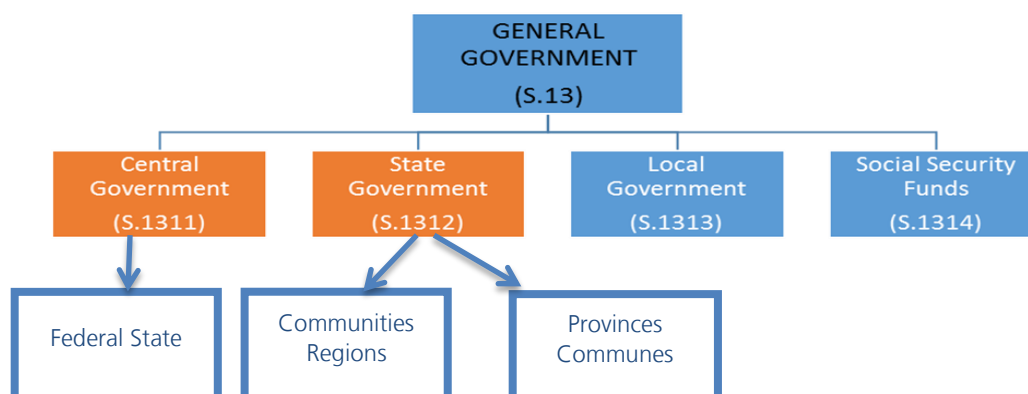 GENERAL
GOVERNMENT
(S.13)
Central
Government
(S.1311)
State
Government
(S.1312)
Local
Government
(S.1313)
Social Security
Funds
(S.1314)
Federal State
Communities
Regions
Provinces
Communes